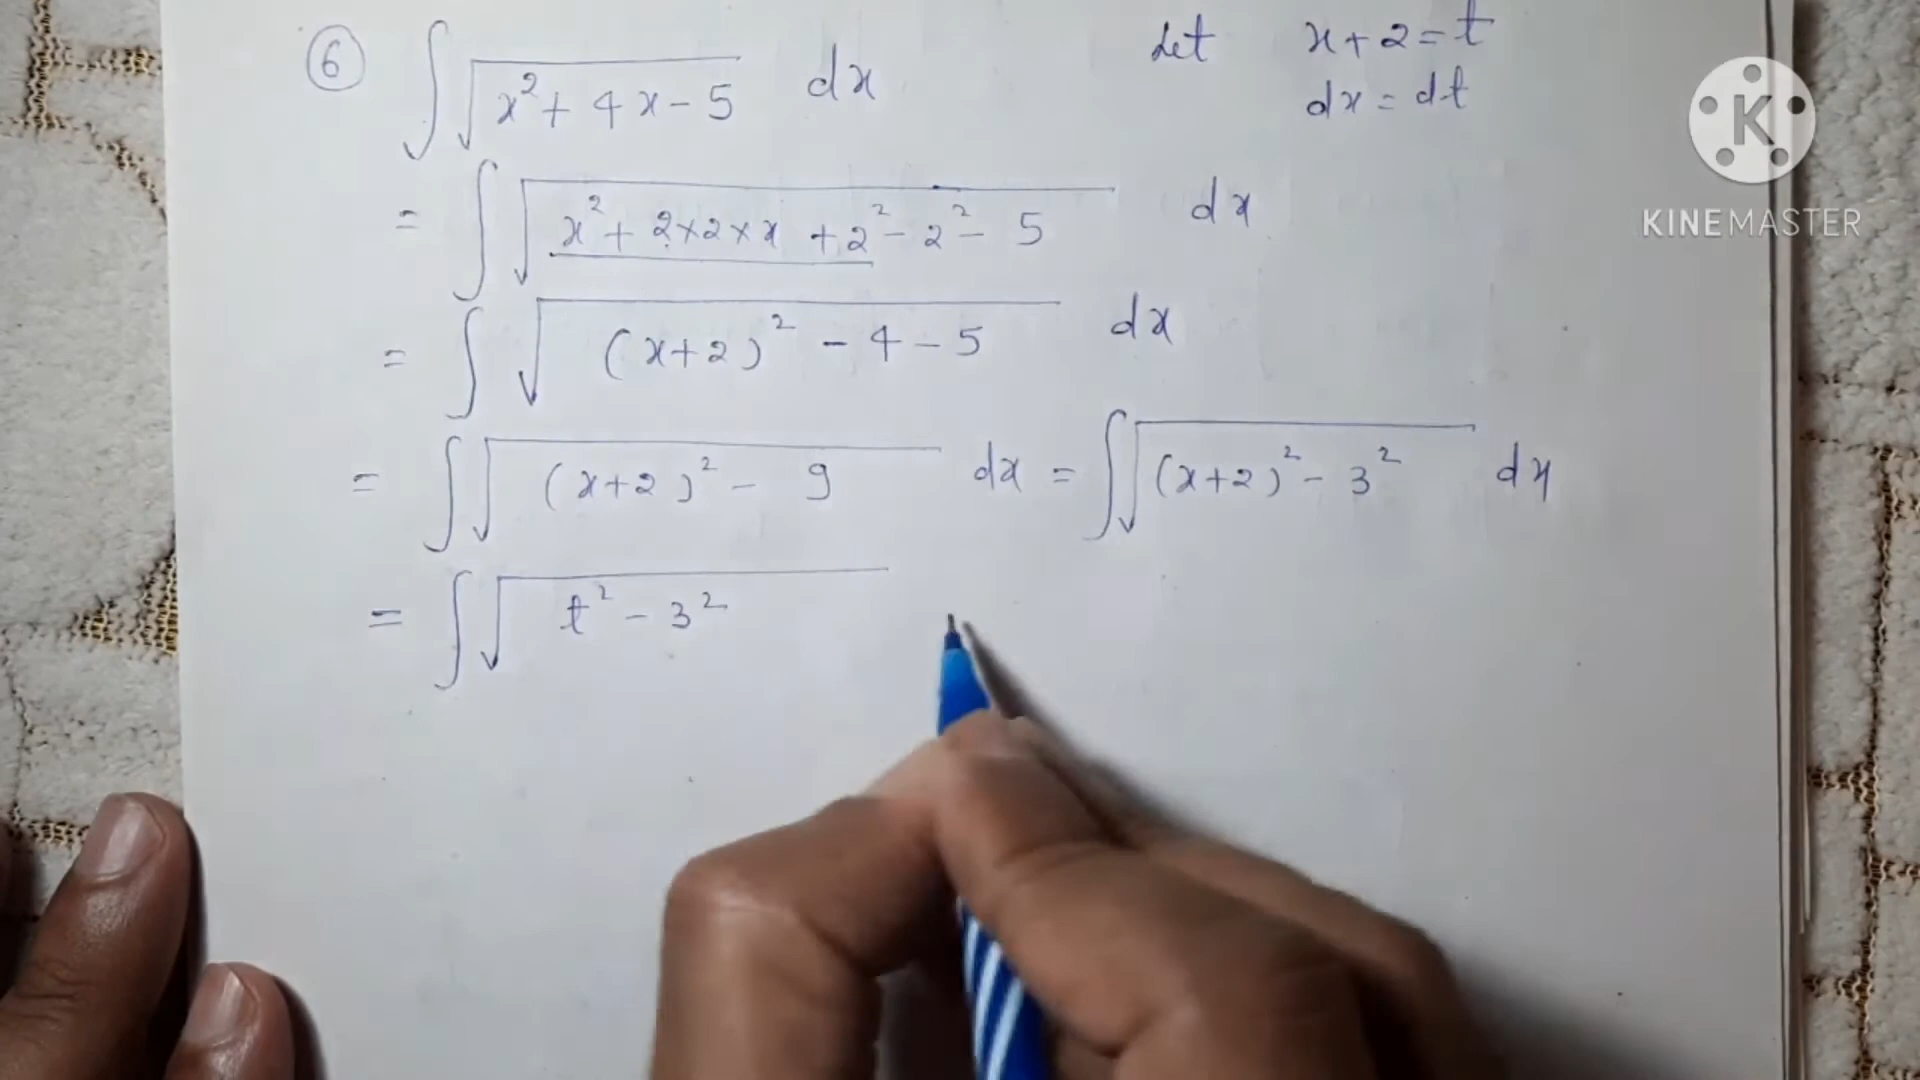 ⑥ ∫√(x² + 4x - 5) dx Let x + 2 = t
dx = dt
= ∫√(x² + 2×2×x + 2² - 2² - 5) dx
= ∫√((x+2)² - 4 - 5) dx
= ∫√((x+2)² - 9) dx = ∫√((x+2)² - 3²) dx
= ∫√(t² - 3²)
K
KINEMASTER